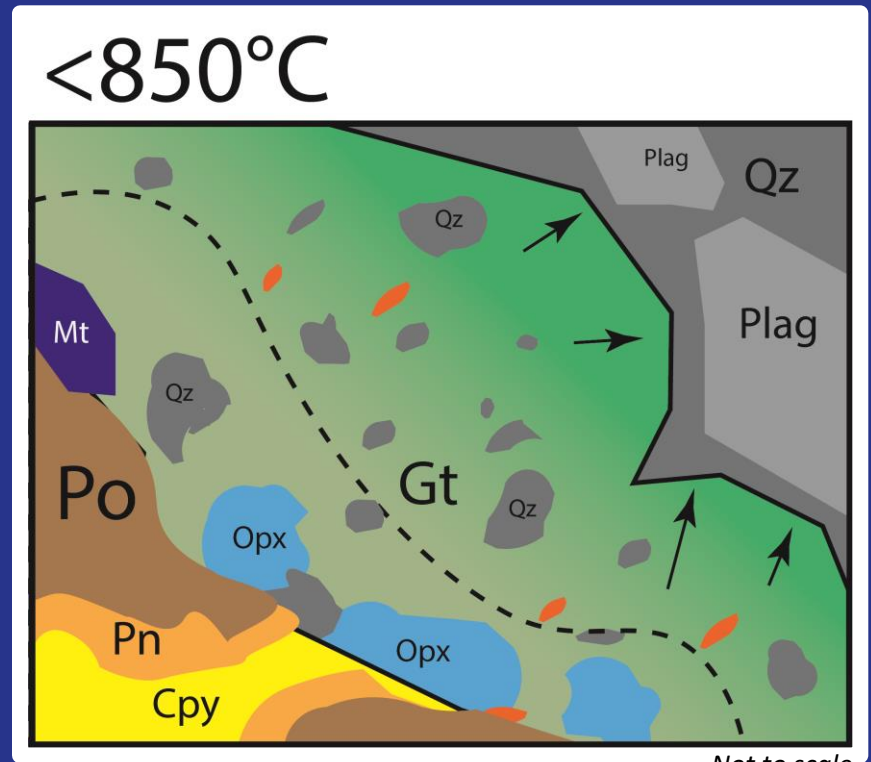 <850°C
Plag
Qz
Qz
Plag
Mt
Qz
Po
Gt
Qz
Opx
Pn
Opx
Cpy
Not to scale